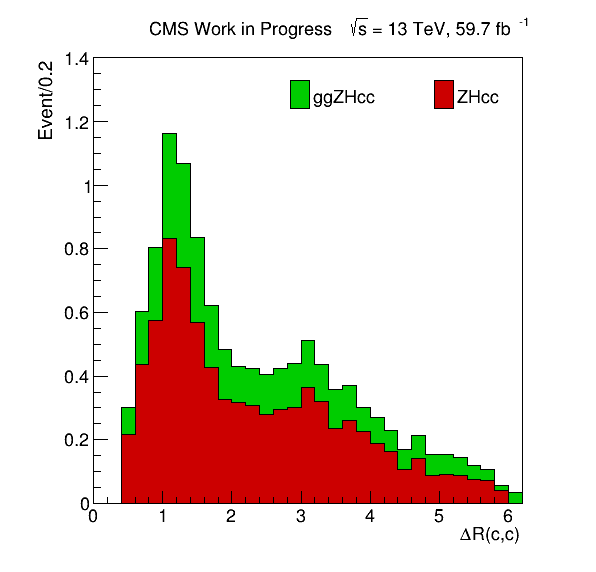 CMS Work in Progress √s = 13 TeV, 59.7 fb⁻¹
Event/0.2
1.4
1.2
1
0.8
0.6
0.4
0.2
0
ggZHcc ZHcc
0 1 2 3 4 5 6
ΔR(c,c)